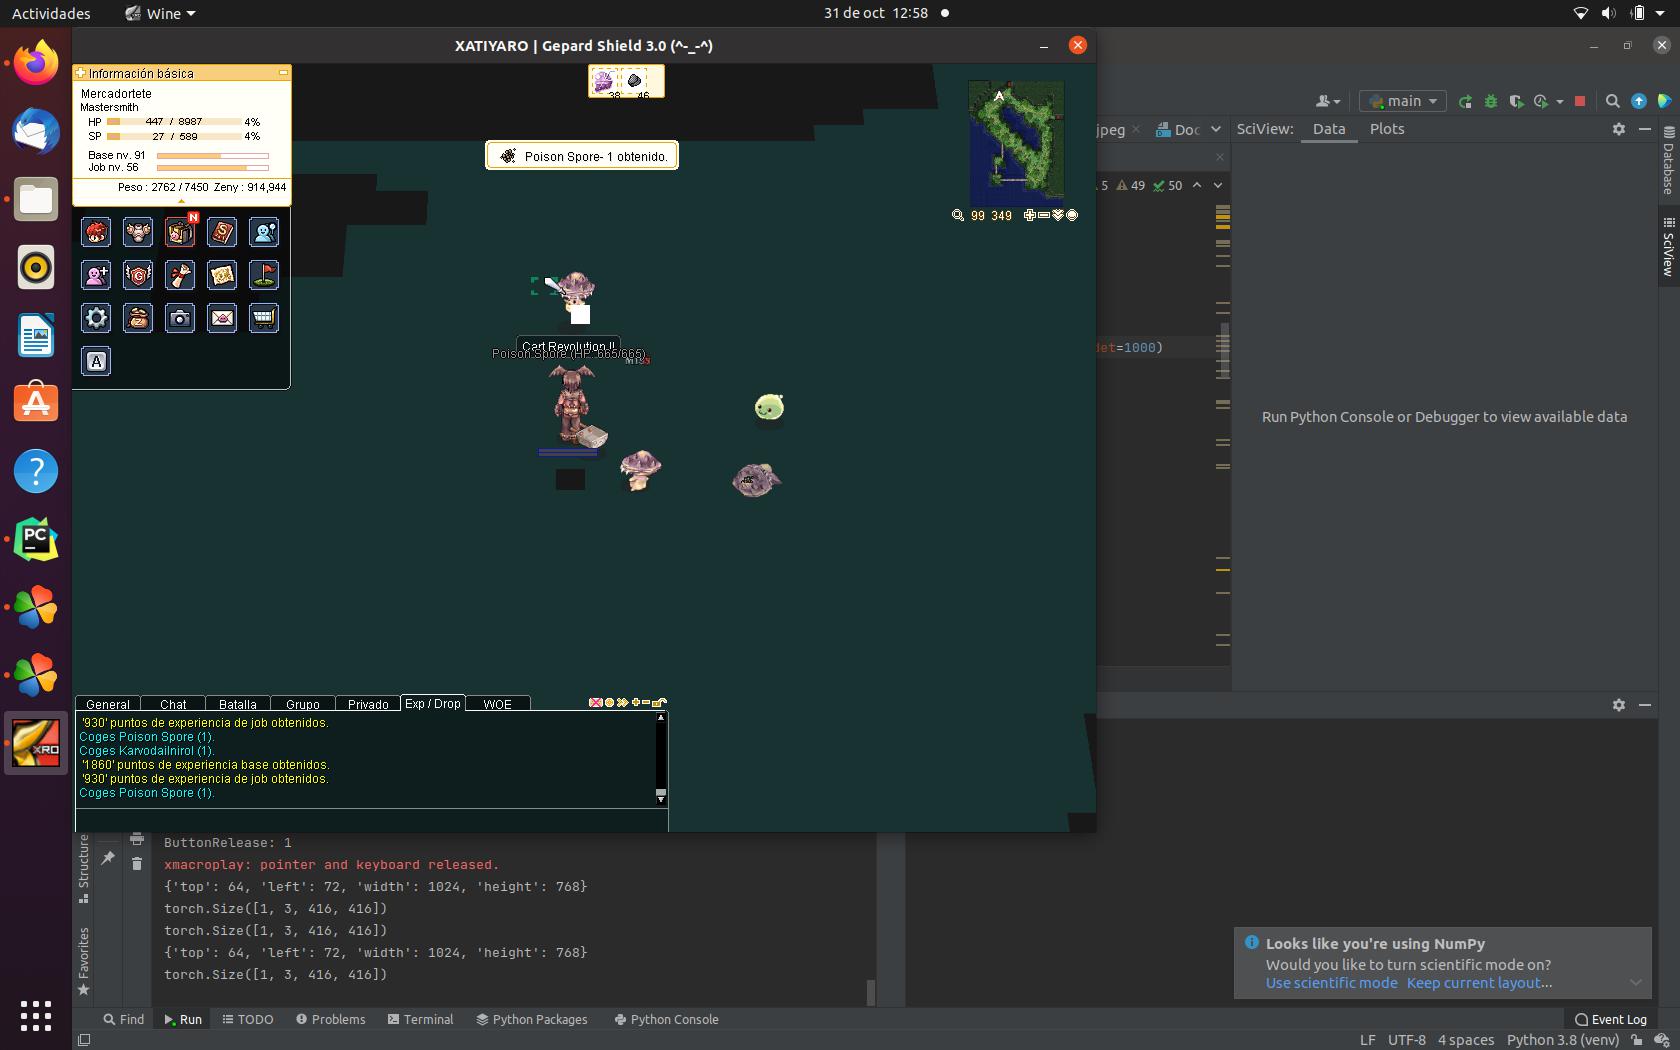 Actividades
Wine
31 de oct 12:58
XATIYARO | Gepard Shield 3.0 (^-_-^)
Información básica
Mercadortete
Mastersmith
HP 447 / 8987 4%
SP 27 / 589 4%
Base nv. 91
Job nv. 56
Peso : 2762 / 7450 Zeny : 914,944
N
S
G
A
38 46
Poison Spore- 1 obtenido.
99 349
Cart Revolution !!
Poison Spore (HP: 665/665)
General Chat Batalla Grupo Privado Exp / Drop WOE
'930' puntos de experiencia de job obtenidos.
Coges Poison Spore (1).
Coges Karvodailnirol (1).
'1860' puntos de experiencia base obtenidos.
'930' puntos de experiencia de job obtenidos.
Coges Poison Spore (1).
main
jpeg
Doc
SciView: Data Plots
5 49 50
det=1000)
Run Python Console or Debugger to view available data
Database
SciView
PC
XRO
Structure
Favorites
ButtonRelease: 1
xmacroplay: pointer and keyboard released.
{'top': 64, 'left': 72, 'width': 1024, 'height': 768}
torch.Size([1, 3, 416, 416])
torch.Size([1, 3, 416, 416])
{'top': 64, 'left': 72, 'width': 1024, 'height': 768}
torch.Size([1, 3, 416, 416])
Looks like you're using NumPy
Would you like to turn scientific mode on?
Use scientific mode Keep current layout...
Find Run TODO Problems Terminal Python Packages Python Console
Event Log
LF UTF-8 4 spaces Python 3.8 (venv)